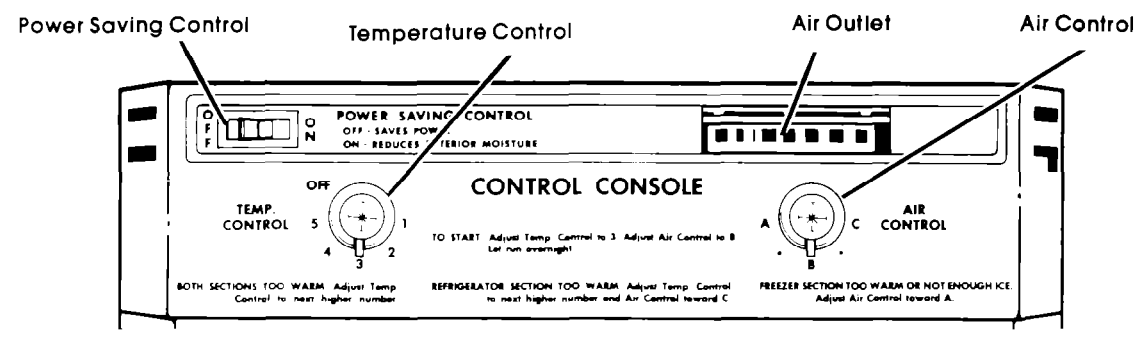 Power Saving Control
Temperature Control
Air Outlet
Air Control
OFF
ON
POWER SAVING CONTROL
OFF - SAVES POW
ON - REDUCES TERIOR MOISTURE
CONTROL CONSOLE
OFF
TEMP.
CONTROL
5
1
4
2
3
TO START Adjust Temp Control to 3 Adjust Air Control to B
Let run overnight
A
C
B
AIR
CONTROL
BOTH SECTIONS TOO WARM Adjust Temp
Control to next higher number
REFRIGERATOR SECTION TOO WARM Adjust Temp Control
to next higher number and Air Control toward C
FREEZER SECTION TOO WARM OR NOT ENOUGH ICE.
Adjust Air Control toward A.